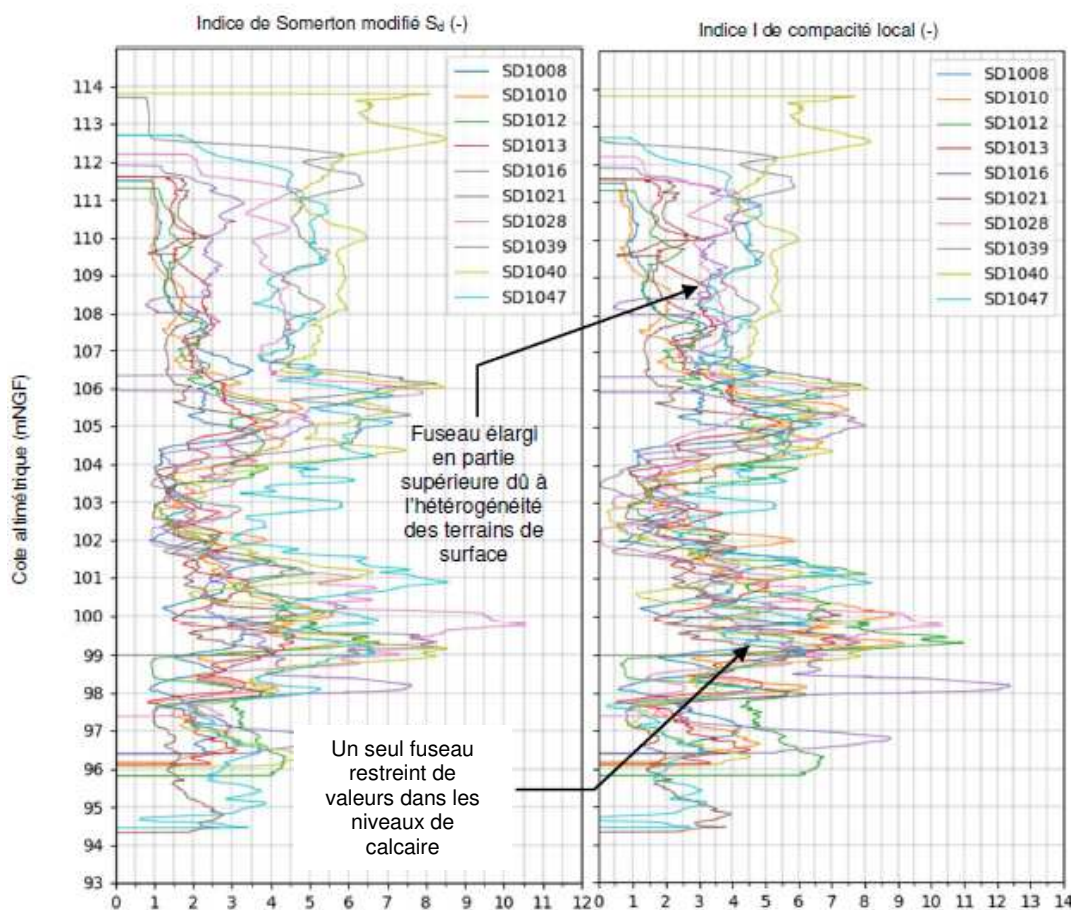 Indice de Somerton modifié Sd (-)
Indice I de compacité local (-)
Cote altimétrique (mNGF)
114
113
112
111
110
109
108
107
106
105
104
103
102
101
100
99
98
97
96
95
94
93
SD1008
SD1010
SD1012
SD1013
SD1016
SD1021
SD1028
SD1039
SD1040
SD1047
SD1008
SD1010
SD1012
SD1013
SD1016
SD1021
SD1028
SD1039
SD1040
SD1047
Fuseau élargi
en partie
supérieure dû à
l'hétérogénéité
des terrains de
surface
Un seul fuseau
restreint de
valeurs dans les
niveaux de
calcaire
0 1 2 3 4 5 6 7 8 9 10 11 12
0 1 2 3 4 5 6 7 8 9 10 11 12 13 14